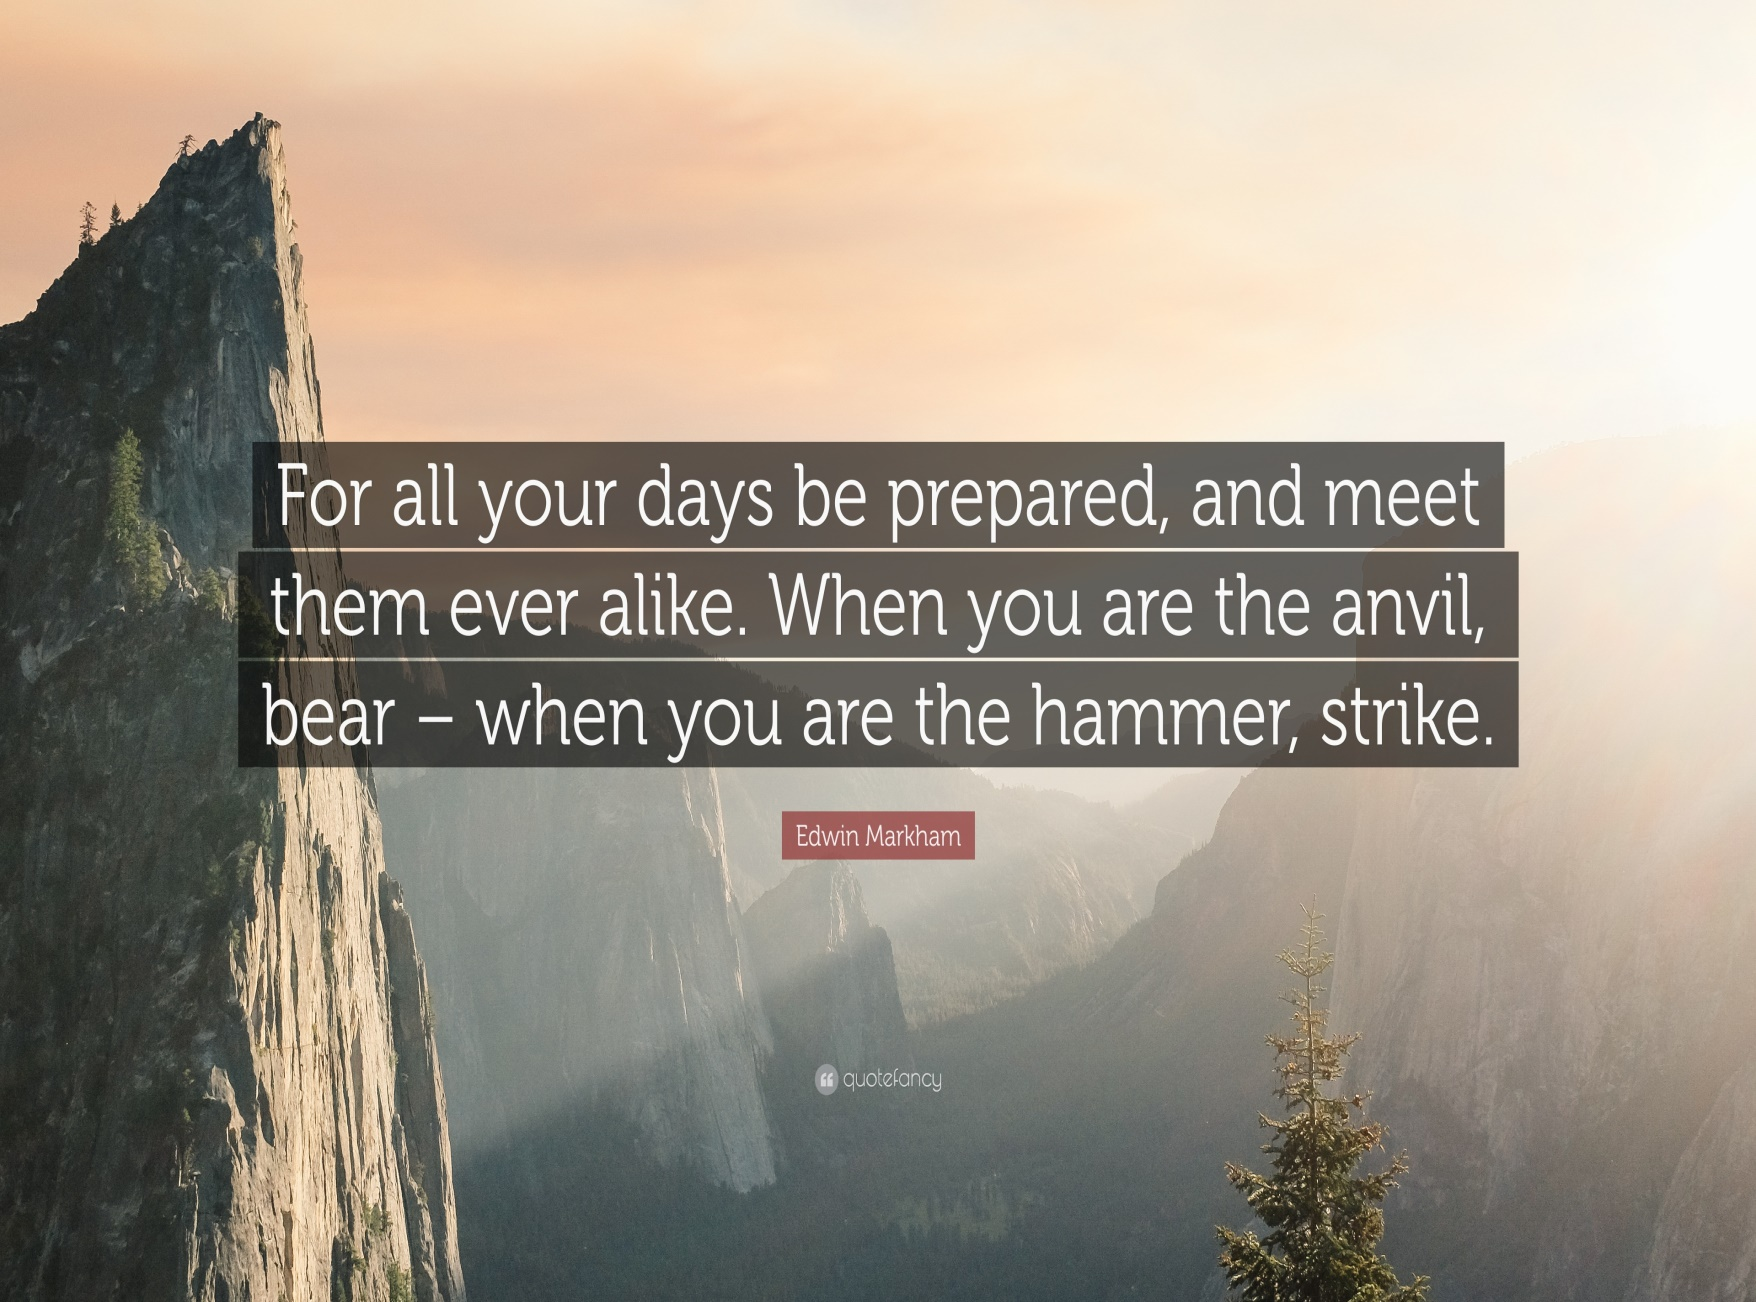 For all your days be prepared, and meet
them ever alike. When you are the anvil,
bear – when you are the hammer, strike.
Edwin Markham
quotefancy